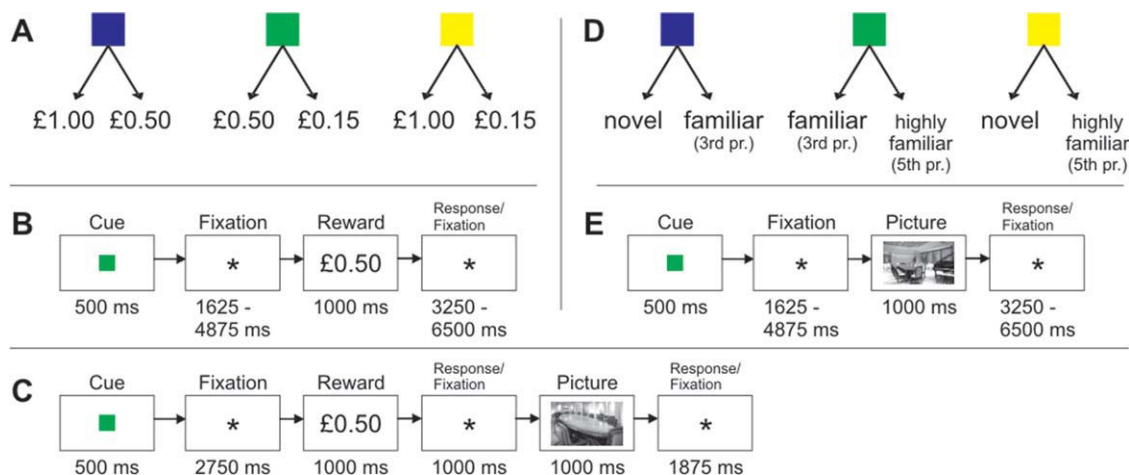 A
£1.00 £0.50 £0.50 £0.15 £1.00 £0.15
D
novel familiar familiar highly novel highly
(3rd pr.) (3rd pr.) familiar familiar
(5th pr.) (5th pr.)
B
Cue Fixation Reward Response/
Fixation
* £0.50 *
500 ms 1625 - 1000 ms 3250 -
4875 ms 6500 ms
E
Cue Fixation Picture Response/
Fixation
* *
500 ms 1625 - 1000 ms 3250 -
4875 ms 6500 ms
C
Cue Fixation Reward Response/ Picture Response/
Fixation Fixation
* £0.50 * *
500 ms 2750 ms 1000 ms 1000 ms 1000 ms 1875 ms